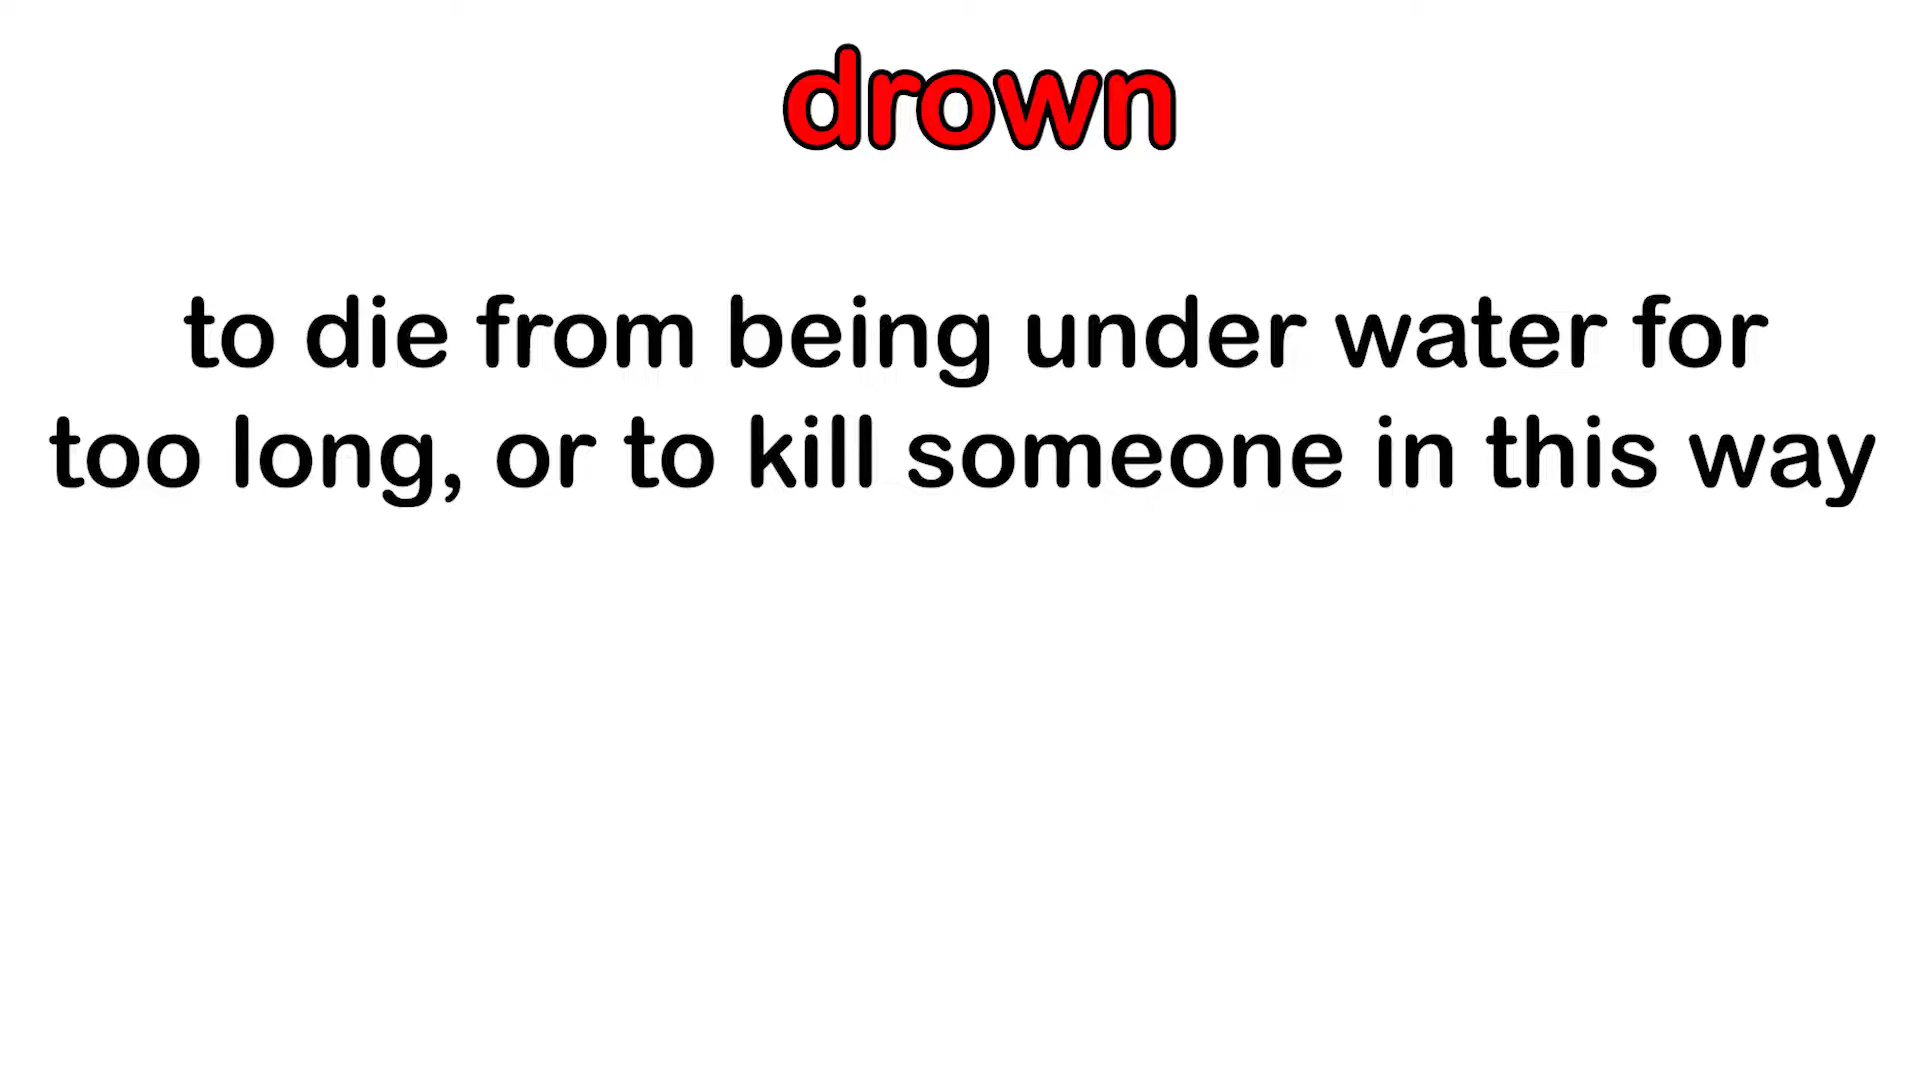 drown
to die from being under water for
too long, or to kill someone in this way